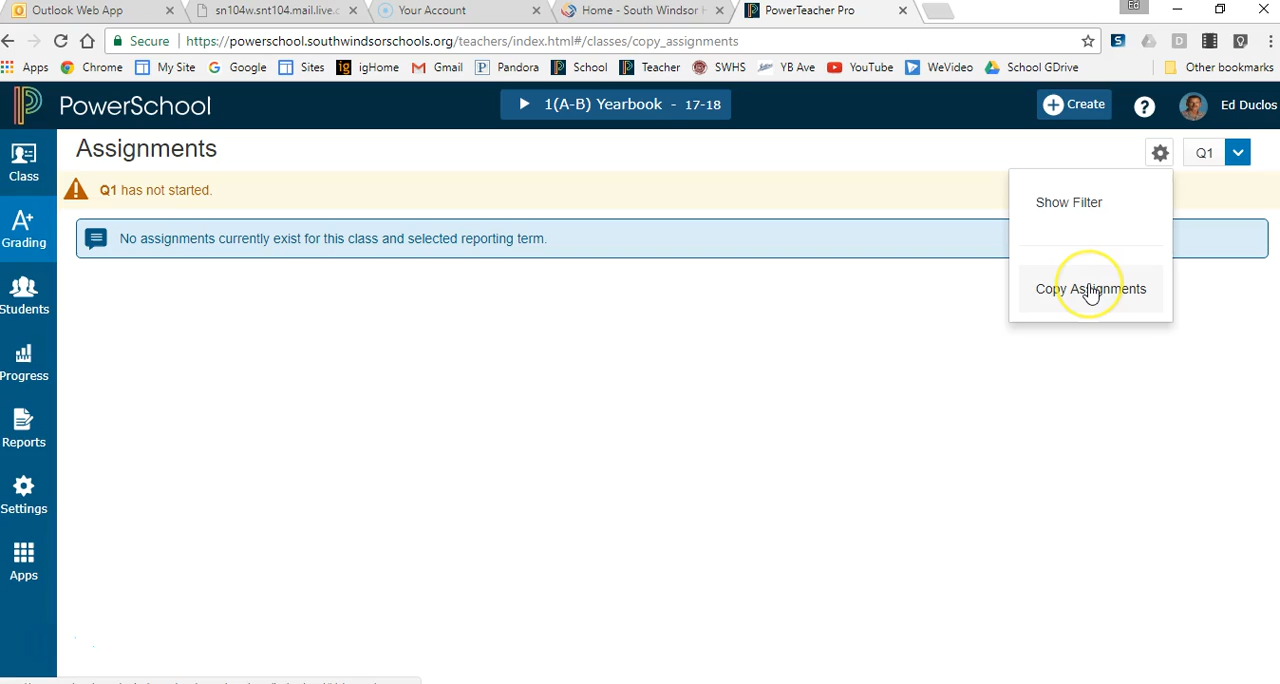 Outlook Web App
sn104w.snt104.mail.live.c
Your Account
Home - South Windsor H
PowerTeacher Pro
Ed
Secure https://powerschool.southwindsorschools.org/teachers/index.html#/classes/copy_assignments
Apps Chrome My Site Google Sites igHome Gmail Pandora School Teacher SWHS YB Ave YouTube WeVideo School GDrive Other bookmarks
PowerSchool
1(A-B) Yearbook - 17-18
Create
Ed Duclos
Class
Assignments
Q1
Q1 has not started.
Show Filter
Grading
No assignments currently exist for this class and selected reporting term.
Copy Assignments
Students
Progress
Reports
Settings
Apps